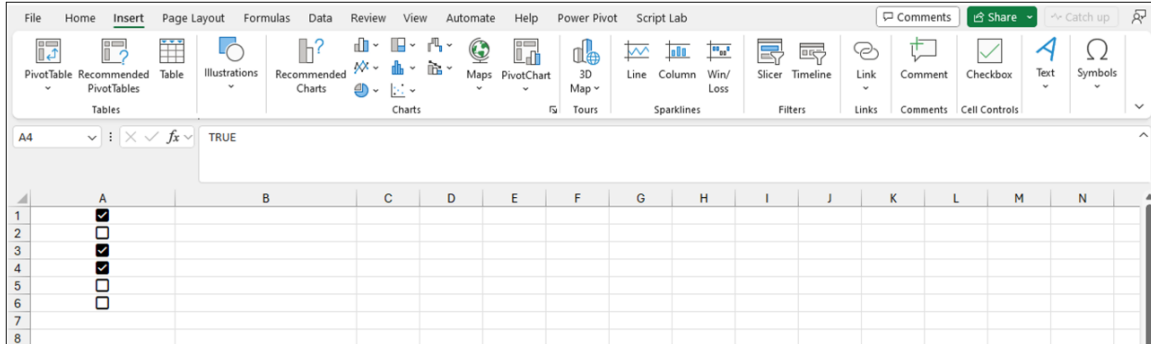 File Home Insert Page Layout Formulas Data Review View Automate Help Power Pivot Script Lab Comments Share Catch up
PivotTable Recommended PivotTables Table Illustrations Recommended Charts Maps PivotChart 3D Map Line Column Win/Loss Slicer Timeline Link Comment Checkbox Text Symbols
Tables Charts Tours Sparklines Filters Links Comments Cell Controls
A4 fx TRUE
A B C D E F G H I J K L M N
1
2
3
4
5
6
7
8